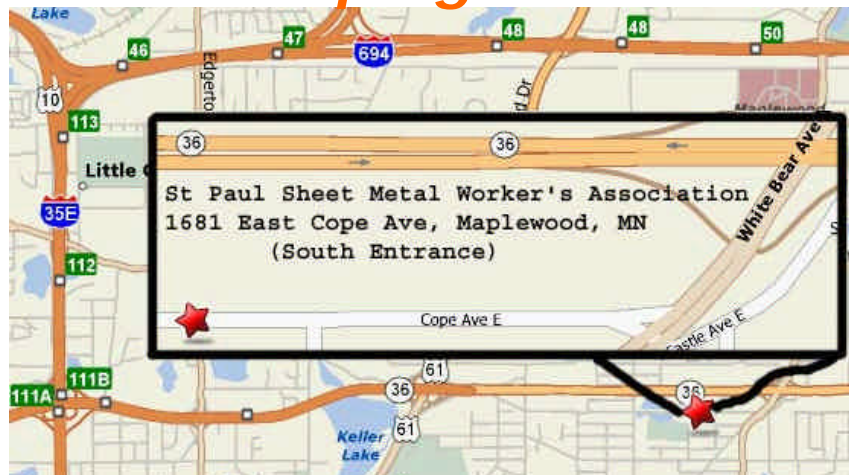 Lake
46
47
48
48
50
694
10
Edgerto
d Dr
113
Maplewood
Little
36
36
White Bear Ave
St Paul Sheet Metal Worker's Association
1681 East Cope Ave, Maplewood, MN
(South Entrance)
35E
112
Cope Ave E
astle Ave E
61
111B
111A
36
36
61
Keller
Lake